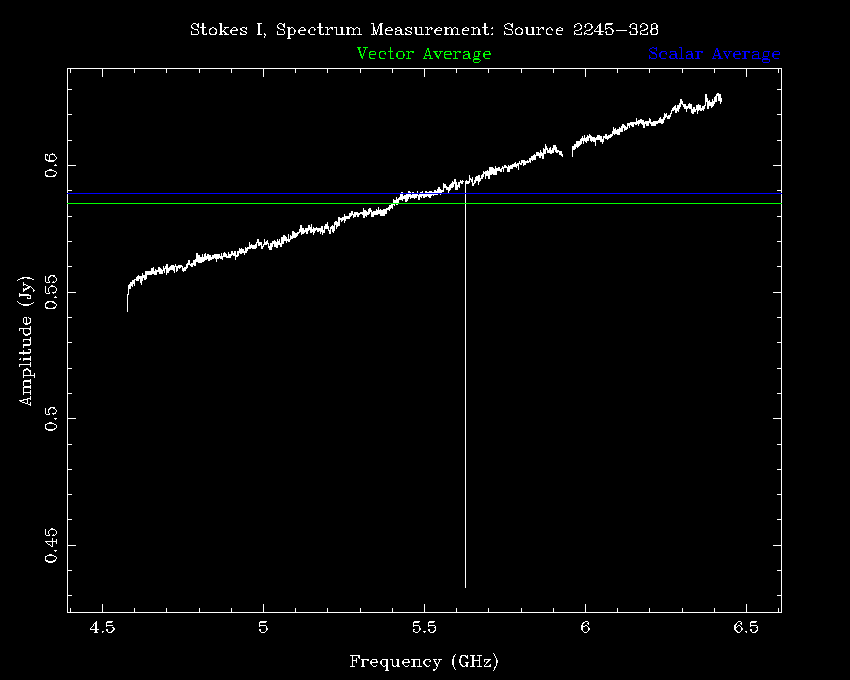 Stokes I, Spectrum Measurement: Source 2245−328
Vector Average Scalar Average
0.6
0.55
0.5
0.45
Amplitude (Jy)
4.5 5 5.5 6 6.5
Frequency (GHz)